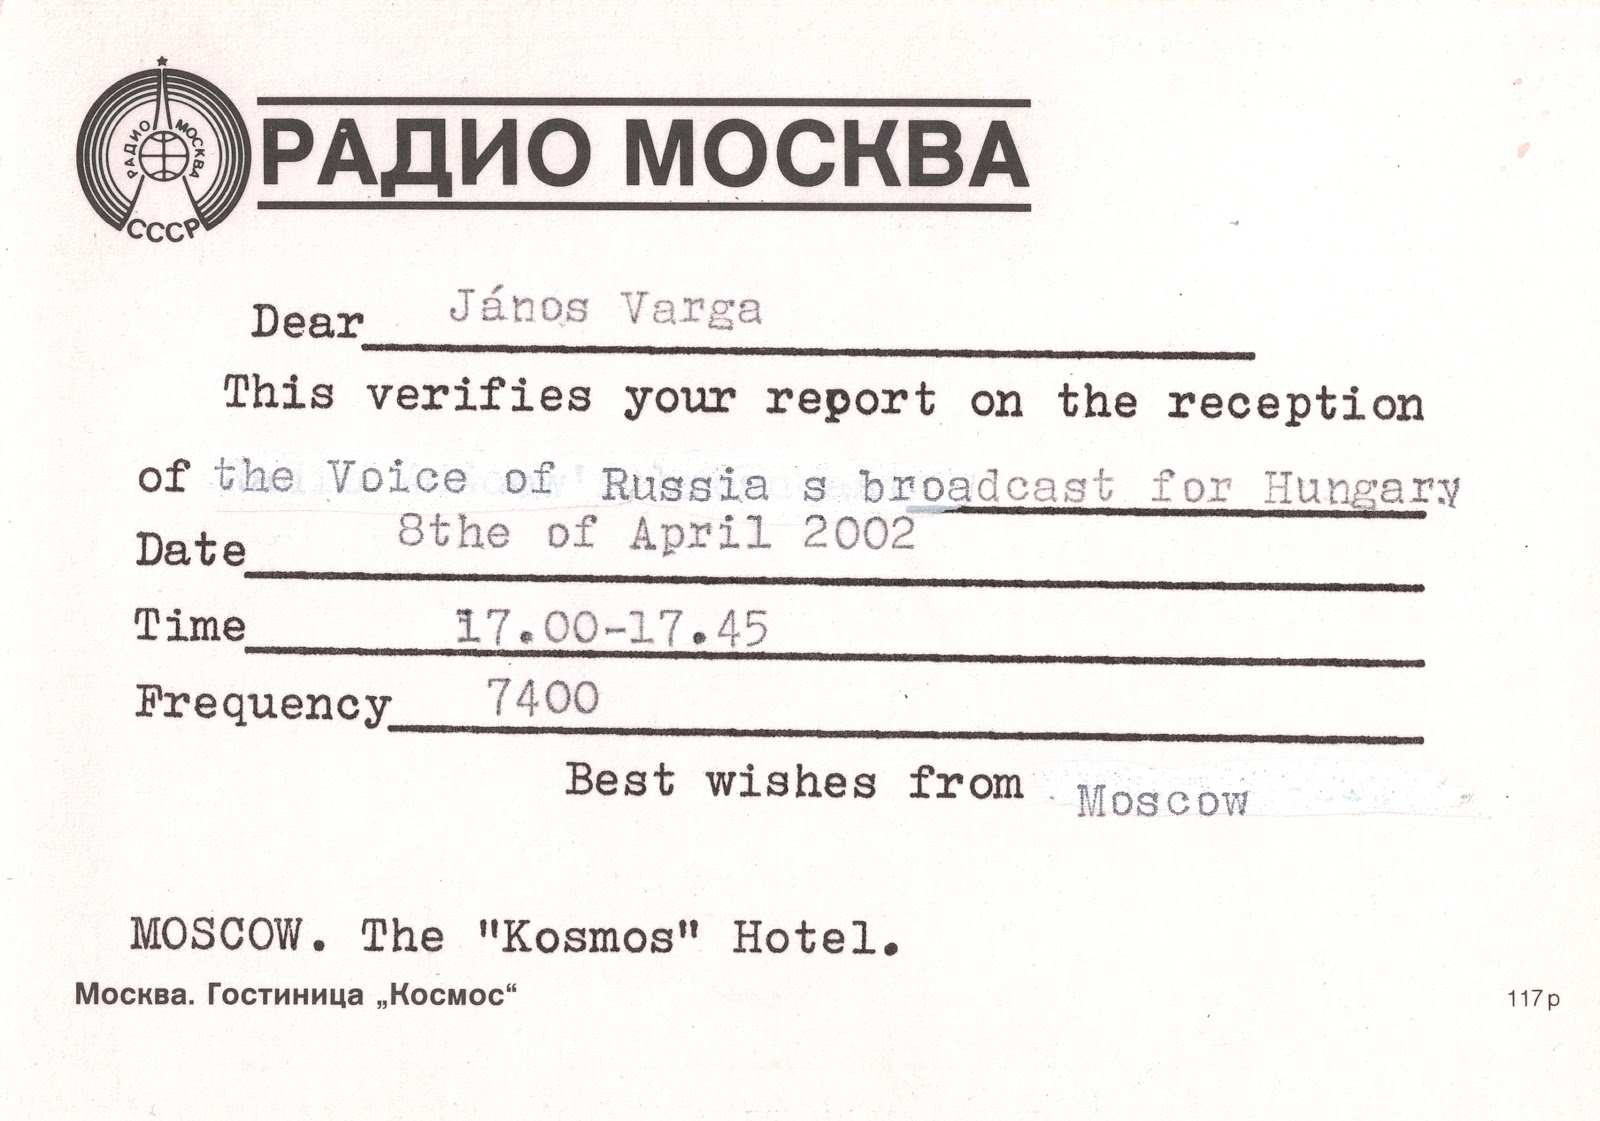 РАДИО МОСКВА
СССР
РАДИО МОСКВА
Dear János Varga
This verifies your report on the reception
of the Voice of Russia s broadcast for Hungary
Date 8the of April 2002
Time 17.00-17.45
Frequency 7400
Best wishes from Moscow
MOSCOW. The "Kosmos" Hotel.
Москва. Гостиница „Космос“
117р